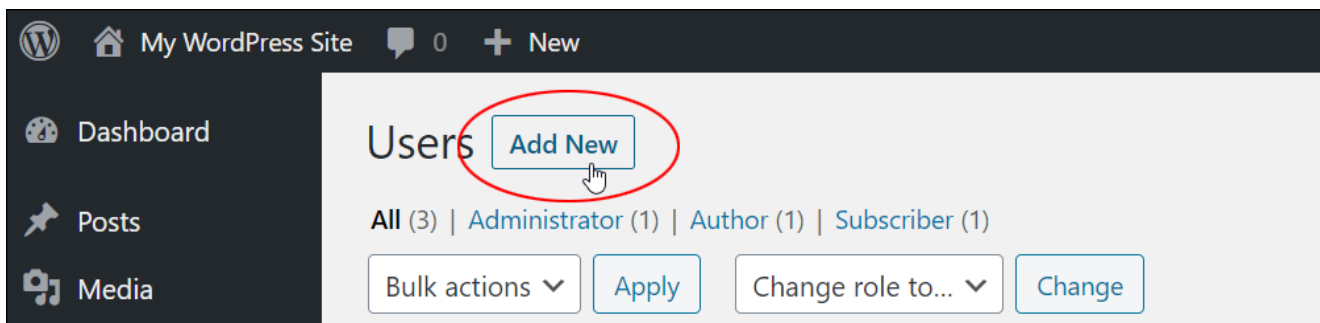 My WordPress Site 0 New
Dashboard
Users Add New
Posts
All (3) | Administrator (1) | Author (1) | Subscriber (1)
Media
Bulk actions Apply Change role to... Change